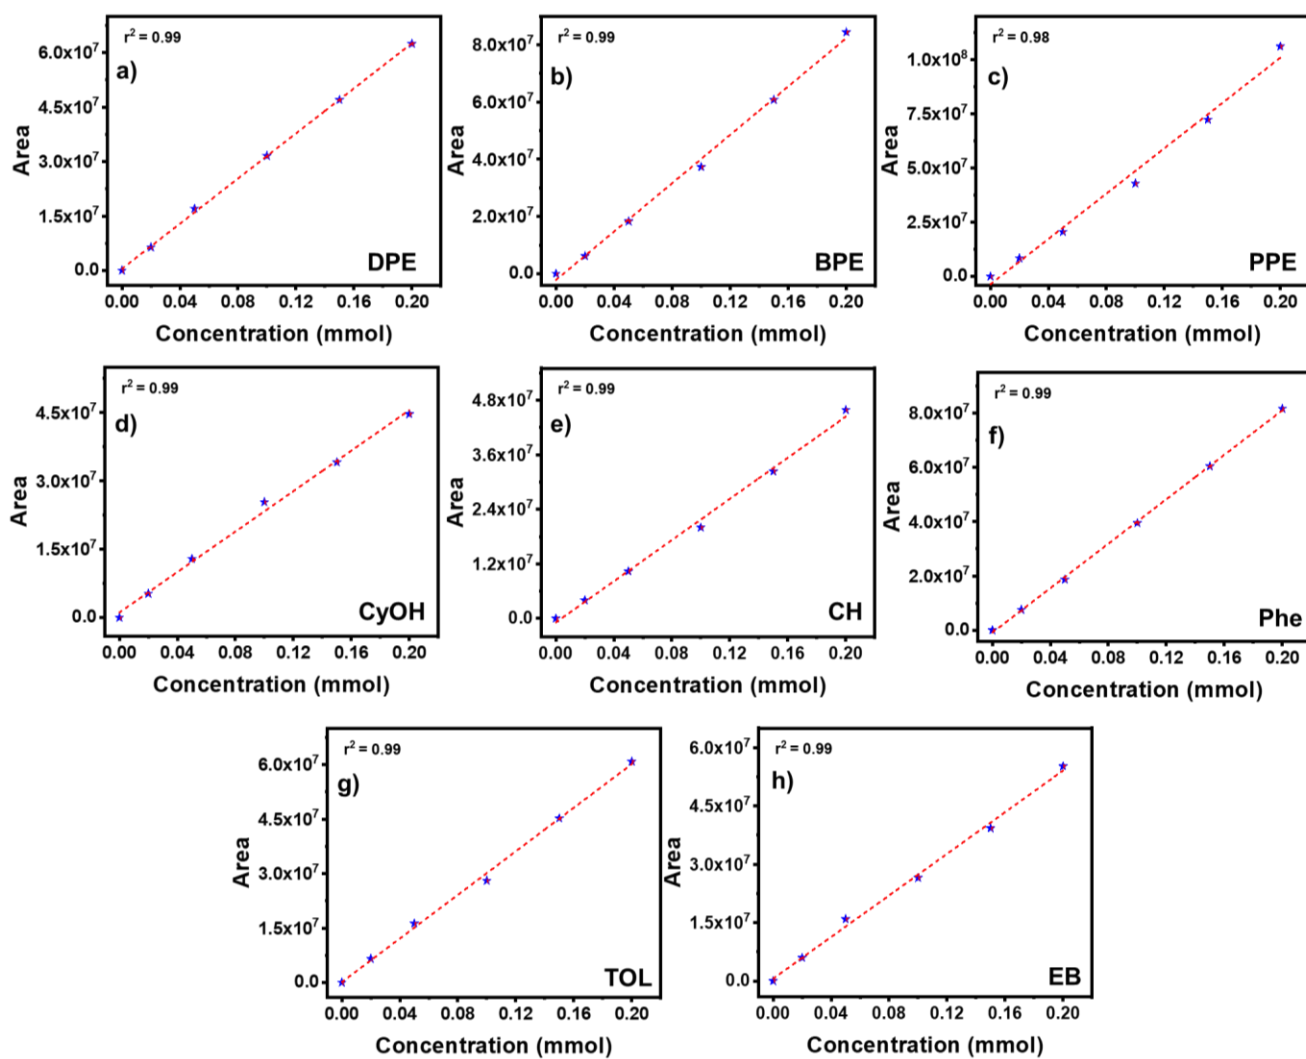 r² = 0.99
a)
6.0x10⁷
4.5x10⁷
3.0x10⁷
1.5x10⁷
0.0
Area
DPE
0.00 0.04 0.08 0.12 0.16 0.20
Concentration (mmol)
r² = 0.99
b)
8.0x10⁷
6.0x10⁷
4.0x10⁷
2.0x10⁷
0.0
Area
BPE
0.00 0.04 0.08 0.12 0.16 0.20
Concentration (mmol)
r² = 0.98
c)
1.0x10⁸
7.5x10⁷
5.0x10⁷
2.5x10⁷
0.0
Area
PPE
0.00 0.04 0.08 0.12 0.16 0.20
Concentration (mmol)
r² = 0.99
d)
4.5x10⁷
3.0x10⁷
1.5x10⁷
0.0
Area
CyOH
0.00 0.04 0.08 0.12 0.16 0.20
Concentration (mmol)
r² = 0.99
e)
4.8x10⁷
3.6x10⁷
2.4x10⁷
1.2x10⁷
0.0
Area
CH
0.00 0.04 0.08 0.12 0.16 0.20
Concentration (mmol)
r² = 0.99
f)
8.0x10⁷
6.0x10⁷
4.0x10⁷
2.0x10⁷
0.0
Area
Phe
0.00 0.04 0.08 0.12 0.16 0.20
Concentration (mmol)
r² = 0.99
g)
6.0x10⁷
4.5x10⁷
3.0x10⁷
1.5x10⁷
0.0
Area
TOL
0.00 0.04 0.08 0.12 0.16 0.20
Concentration (mmol)
r² = 0.99
h)
6.0x10⁷
4.5x10⁷
3.0x10⁷
1.5x10⁷
0.0
Area
EB
0.00 0.04 0.08 0.12 0.16 0.20
Concentration (mmol)